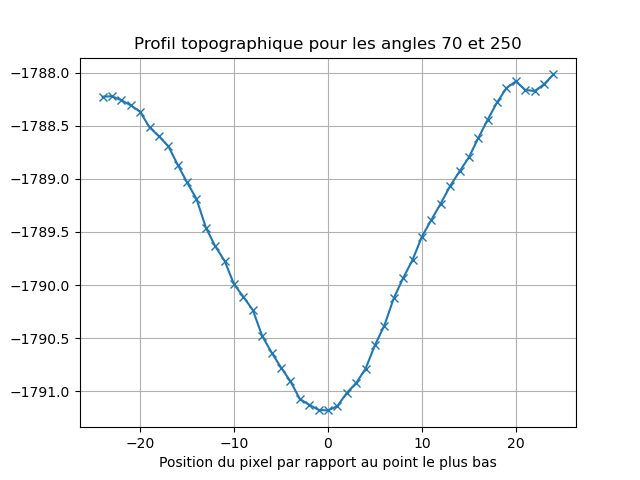 Profil topographique pour les angles 70 et 250
−1788.0
−1788.5
−1789.0
−1789.5
−1790.0
−1790.5
−1791.0
−20 −10 0 10 20
Position du pixel par rapport au point le plus bas